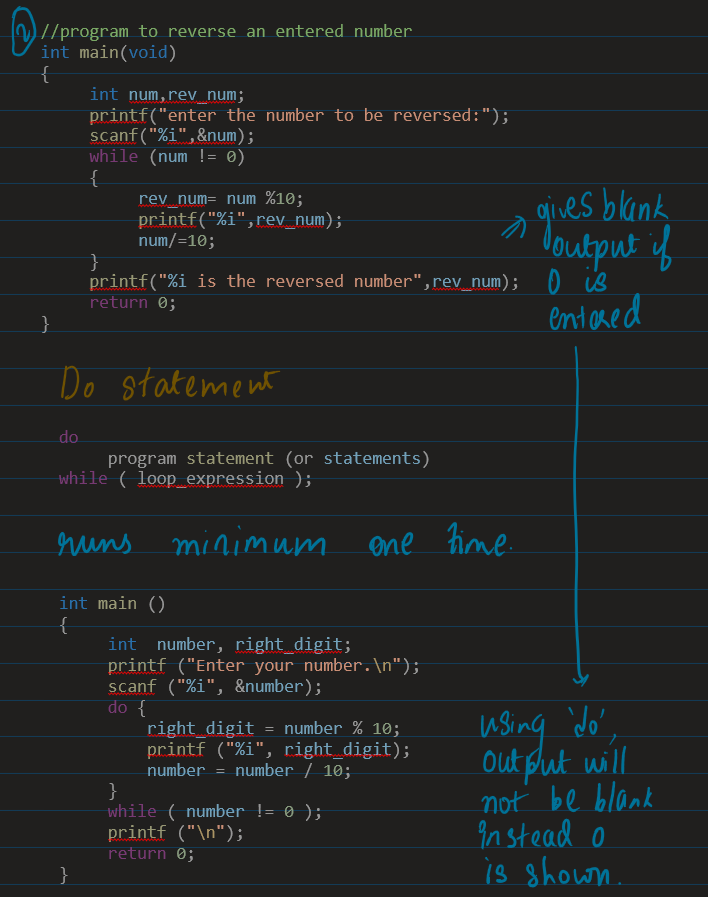 2 //program to reverse an entered number
int main(void)
{
int num,rev_num;
printf("enter the number to be reversed:");
scanf("%i",&num);
while (num != 0)
{
rev_num= num %10;
printf("%i",rev_num);
num/=10;
}
printf("%i is the reversed number",rev_num);
return 0;
}
→ gives blank
output if
0 is
entered
Do statement
do
program statement (or statements)
while ( loop_expression );
runs minimum one time.
int main ()
{
int number, right_digit;
printf ("Enter your number.\n");
scanf ("%i", &number);
do {
right_digit = number % 10;
printf ("%i", right_digit);
number = number / 10;
}
while ( number != 0 );
printf ("\n");
return 0;
}
using 'do',
output will
not be blank
instead 0
is shown.